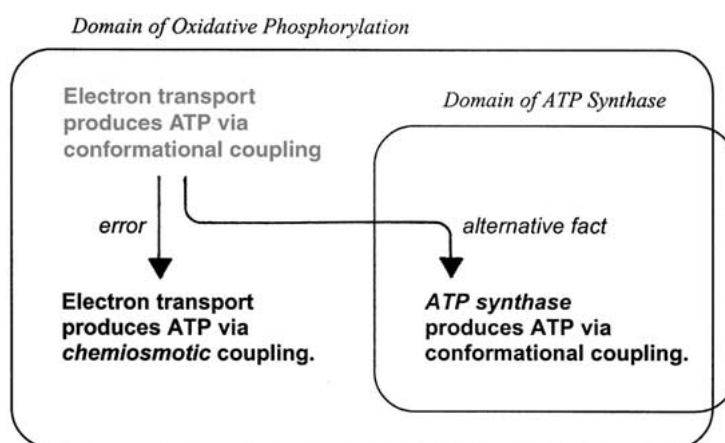 Domain of Oxidative Phosphorylation
Electron transport
produces ATP via
conformational coupling
Domain of ATP Synthase
error
alternative fact
Electron transport
produces ATP via
chemiosmotic coupling.
ATP synthase
produces ATP via
conformational coupling.